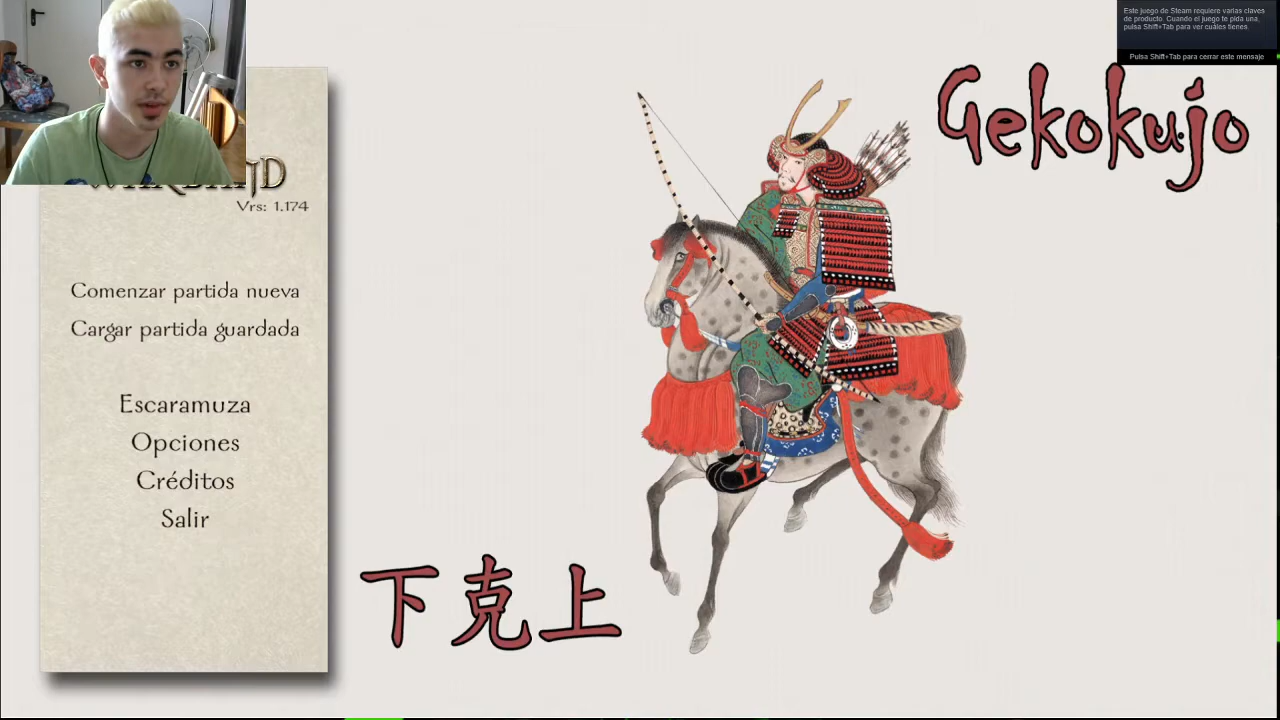 Este juego de Steam requiere varias claves
de producto. Cuando el juego te pida una,
pulsa Shift+Tab para ver cuáles tienes.
Pulsa Shift+Tab para cerrar este mensaje
Gekokujo
Vrs: 1.174
Comenzar partida nueva
Cargar partida guardada
Escaramuza
Opciones
Créditos
Salir
下克上